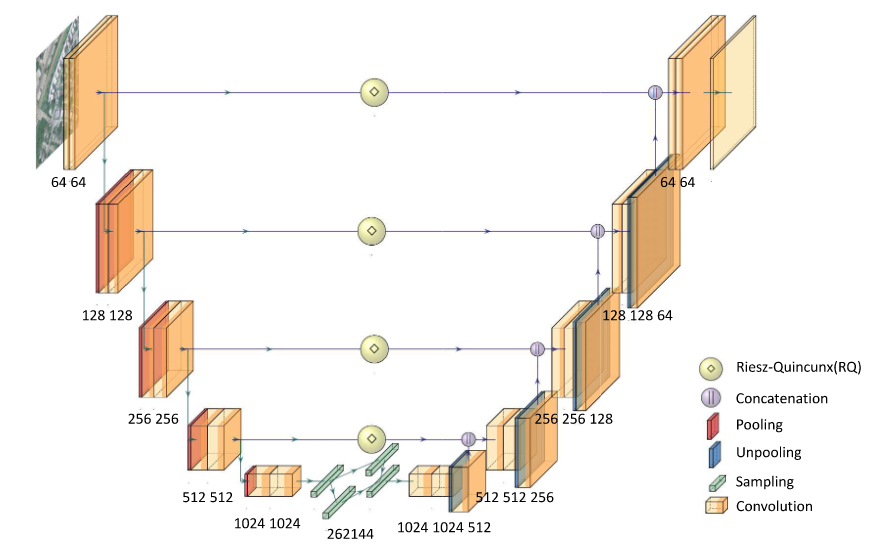 64 64
64 64
128 128
128 128 64
256 256
256 256 128
512 512
512 512 256
1024 1024
262144
1024 1024 512
Riesz-Quincunx(RQ)
Concatenation
Pooling
Unpooling
Sampling
Convolution